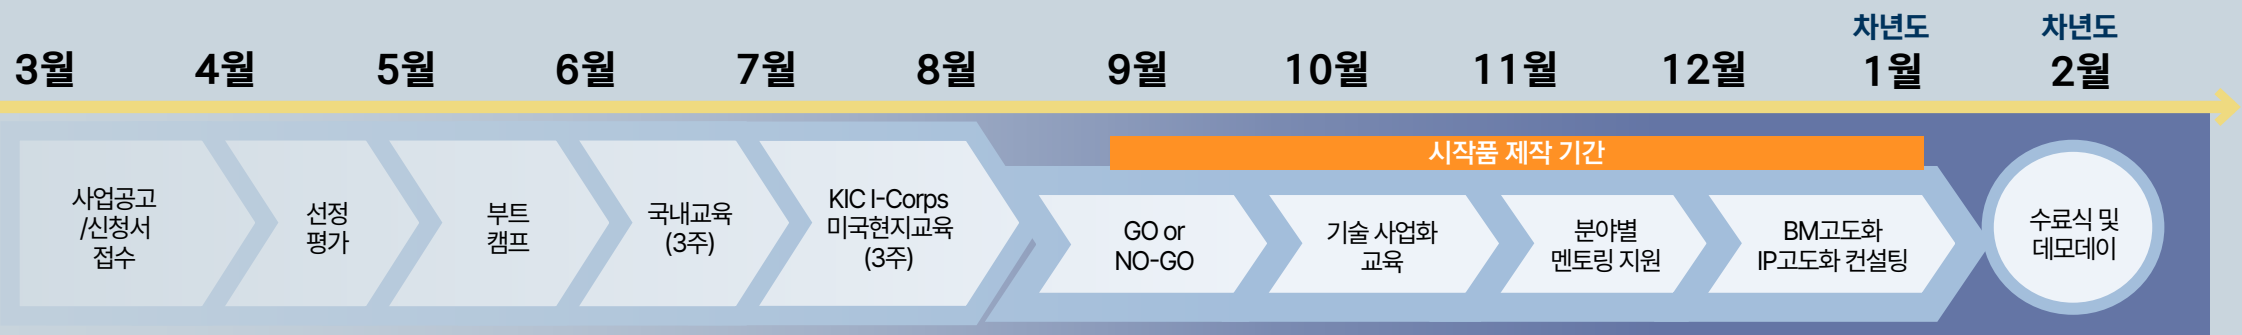 차년도
차년도
3월
4월
5월
6월
7월
8월
9월
10월
11월
12월
1월
2월
시작품 제작 기간
사업공고
/신청서
접수
선정
평가
부트
캠프
국내교육
(3주)
KIC I-Corps
미국현지교육
(3주)
GO or
NO-GO
기술 사업화
교육
분야별
멘토링 지원
BM고도화
IP고도화 컨설팅
수료식 및
데모데이